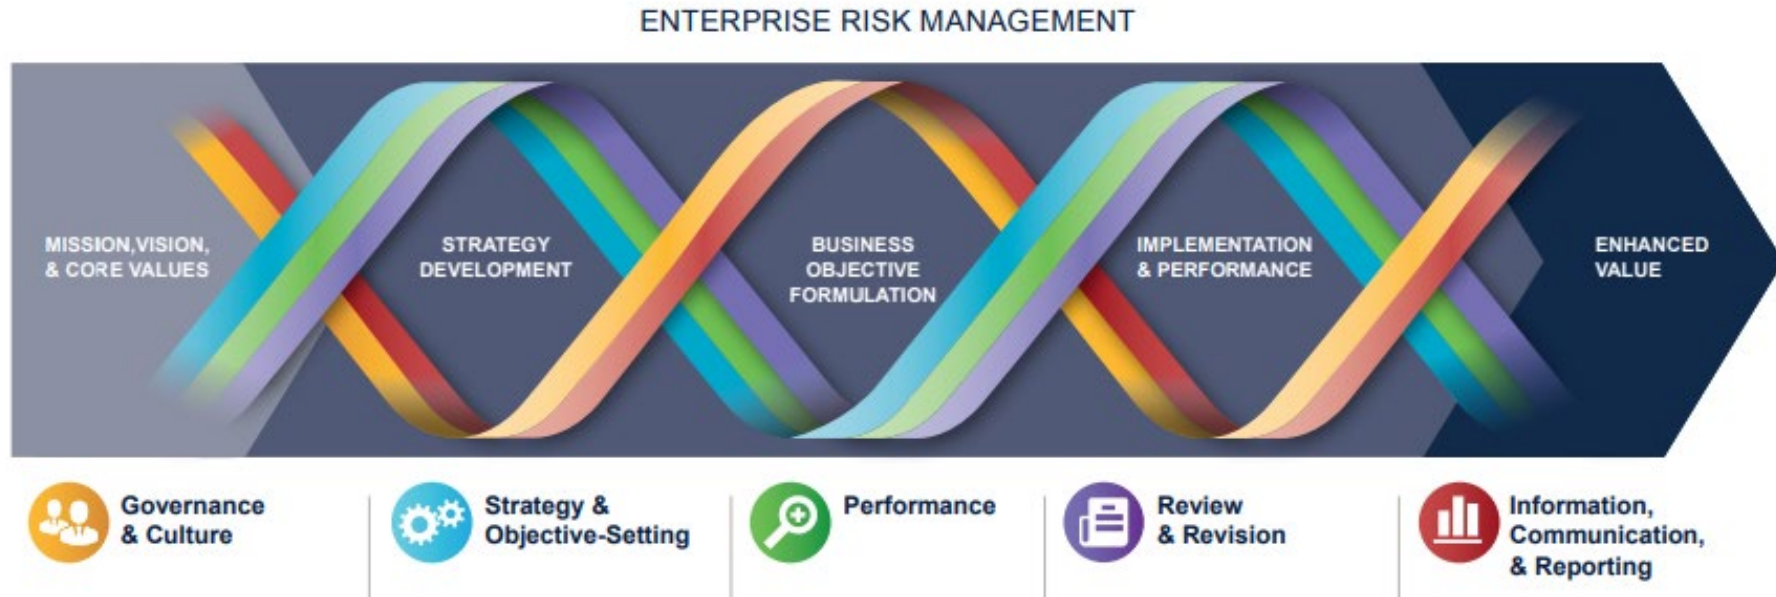 ENTERPRISE RISK MANAGEMENT
MISSION,VISION,
& CORE VALUES
STRATEGY
DEVELOPMENT
BUSINESS
OBJECTIVE
FORMULATION
IMPLEMENTATION
& PERFORMANCE
ENHANCED
VALUE
Governance
& Culture
Strategy &
Objective-Setting
Performance
Review
& Revision
Information,
Communication,
& Reporting